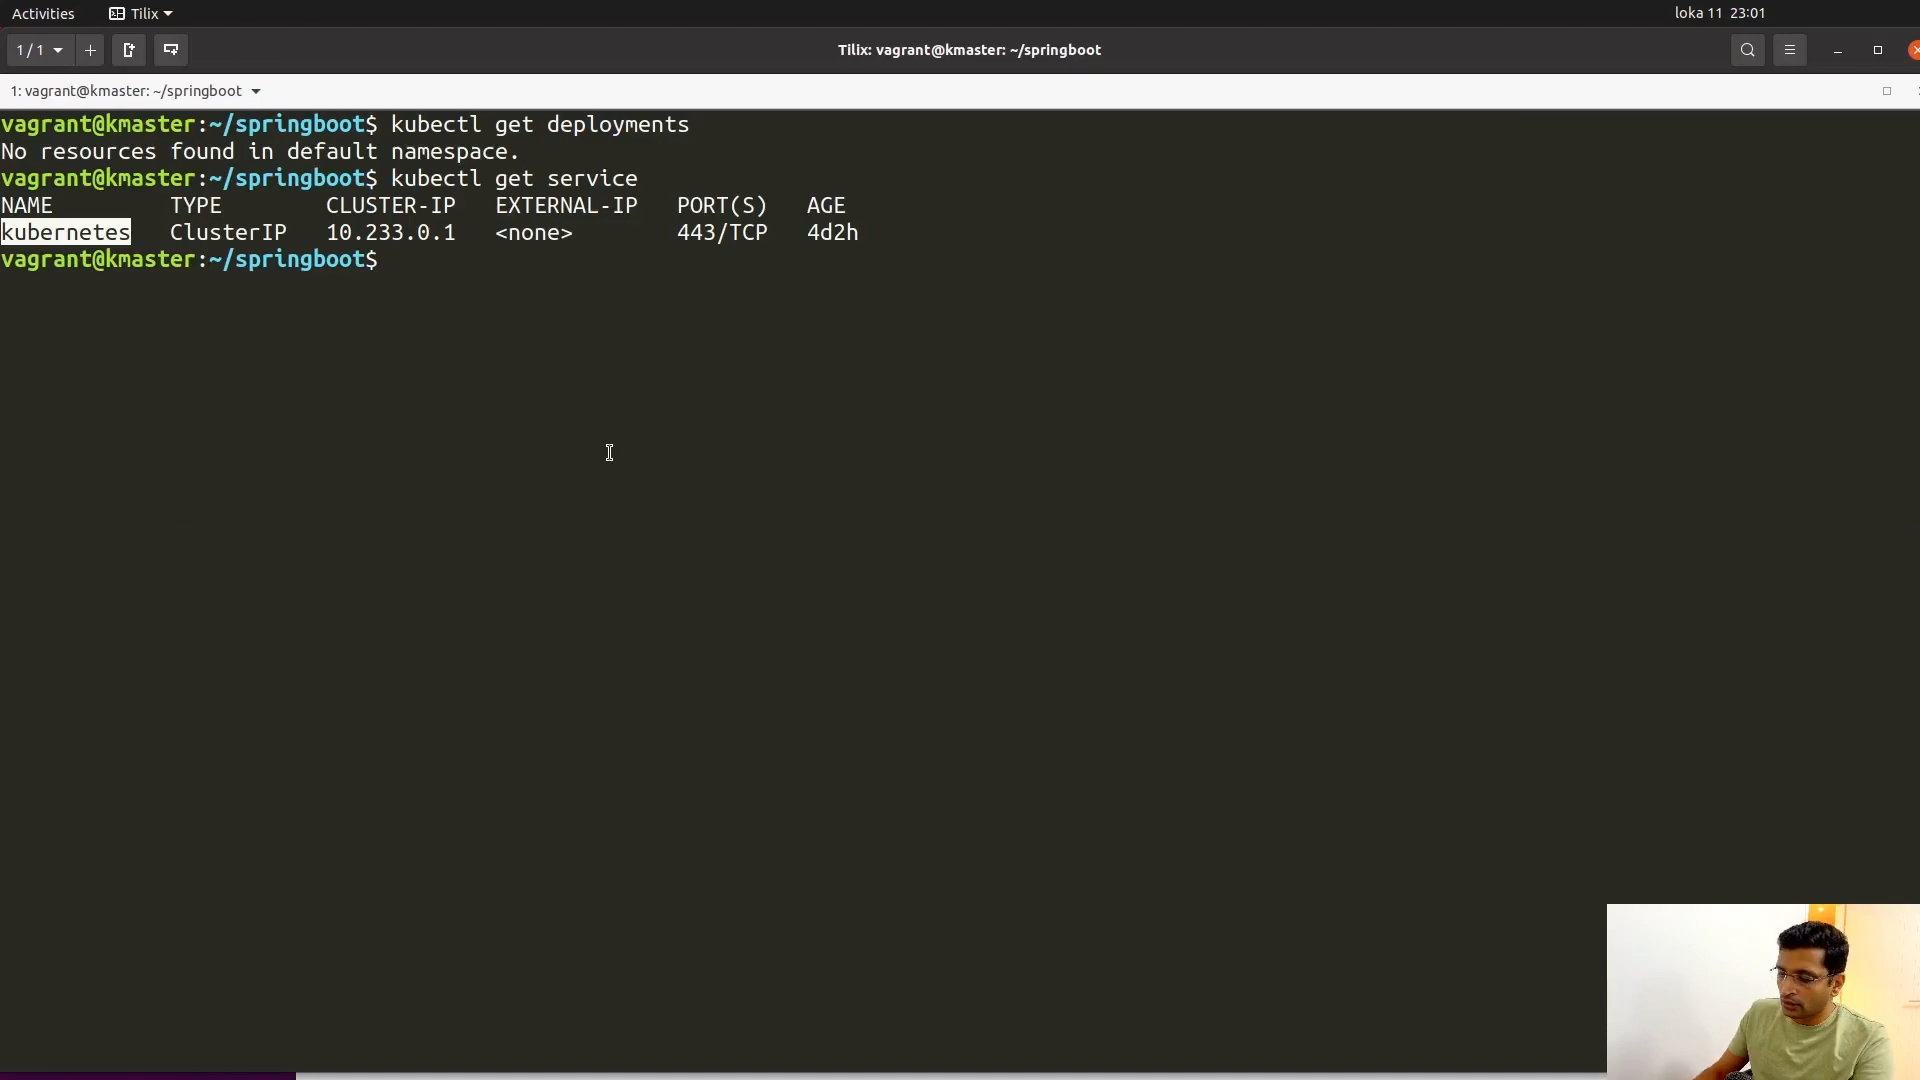 Activities
Tilix
loka 11 23:01
1/1
Tilix: vagrant@kmaster: ~/springboot
1: vagrant@kmaster: ~/springboot
vagrant@kmaster:~/springboot$ kubectl get deployments
No resources found in default namespace.
vagrant@kmaster:~/springboot$ kubectl get service
NAME TYPE CLUSTER-IP EXTERNAL-IP PORT(S) AGE
kubernetes ClusterIP 10.233.0.1 <none> 443/TCP 4d2h
vagrant@kmaster:~/springboot$